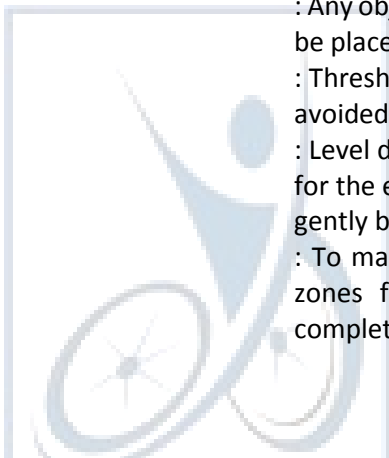 : Any ob
be place
: Thresh
avoided
: Level d
for the e
gently b
: To ma
zones f
complet